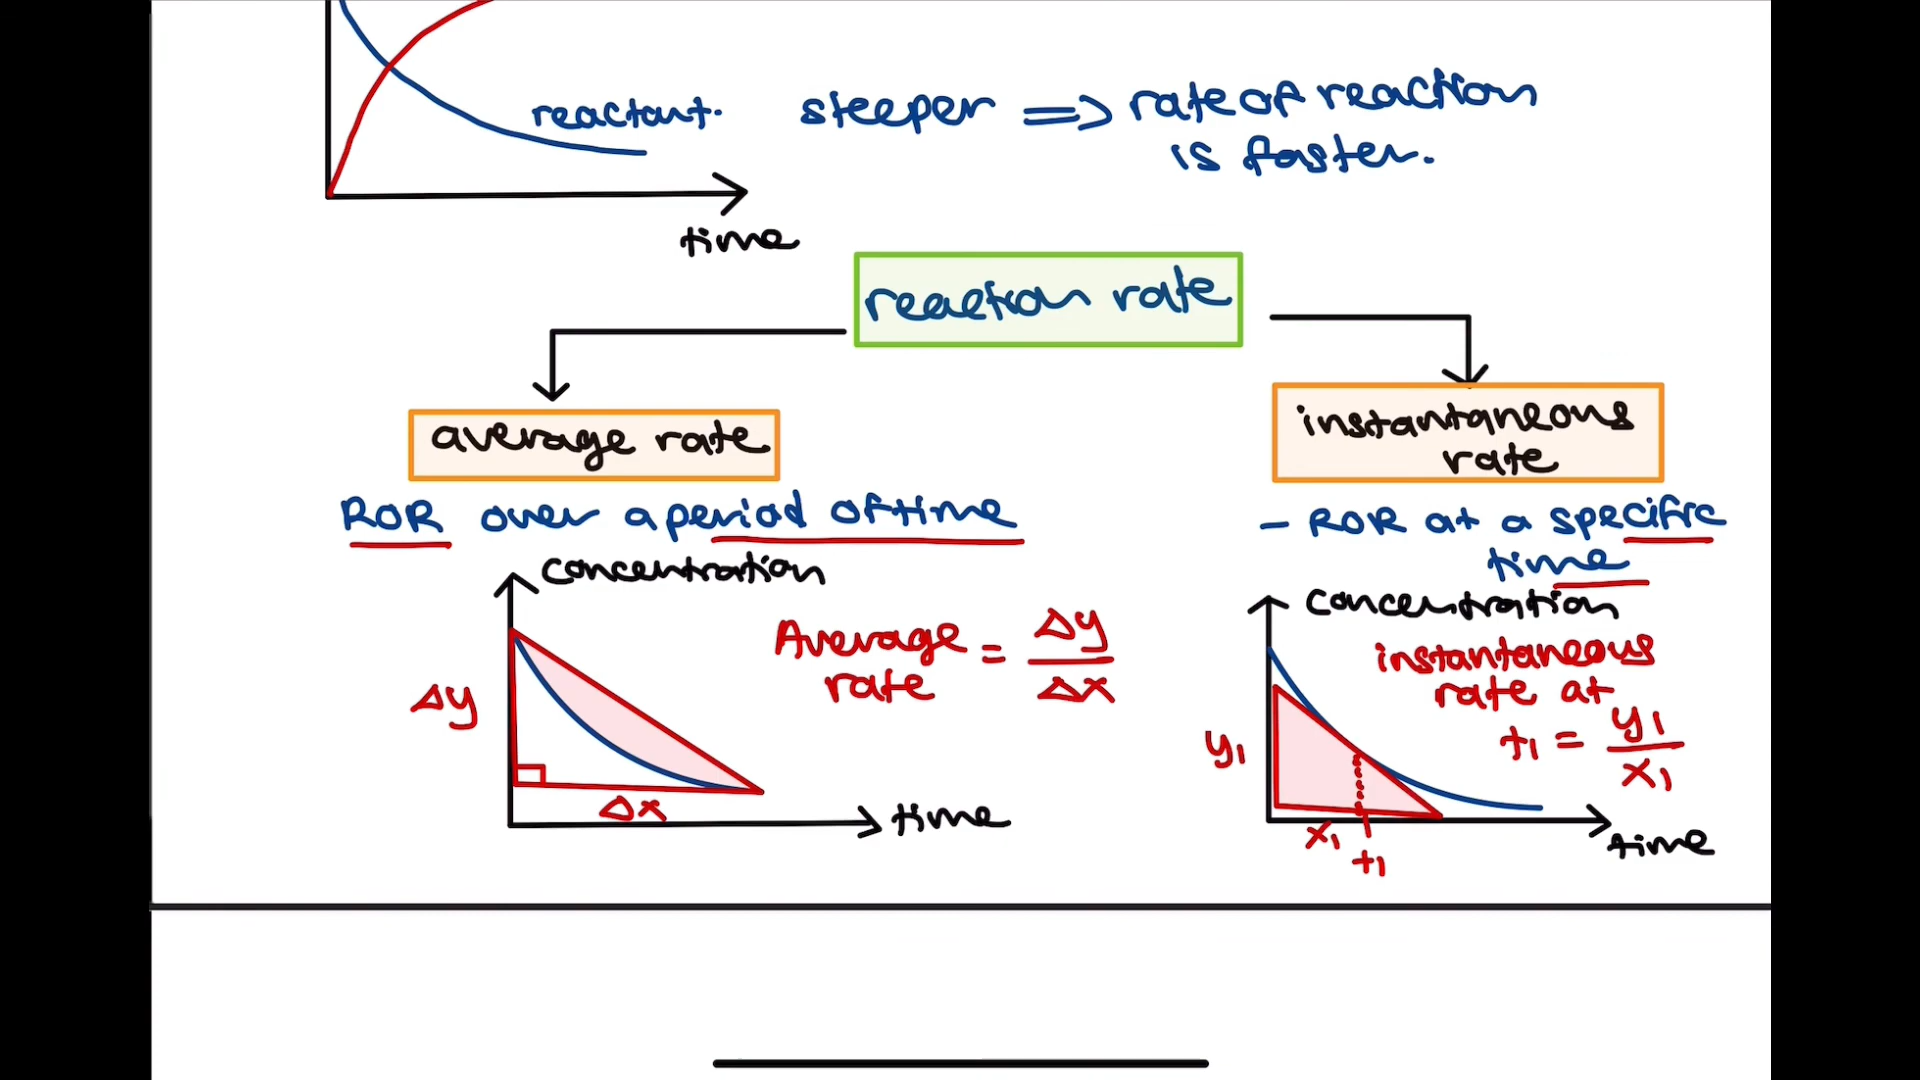 reactant.
steeper => rate of reaction
is faster.
time
reaction rate
average rate
instantaneous
rate
ROR over a period of time
- ROR at a specific
time
concentration
Average
rate = Δy/Δx
Δy
Δx
time
concentration
instantaneous
rate at
t₁ = y₁/x₁
y₁
x₁
t₁
time